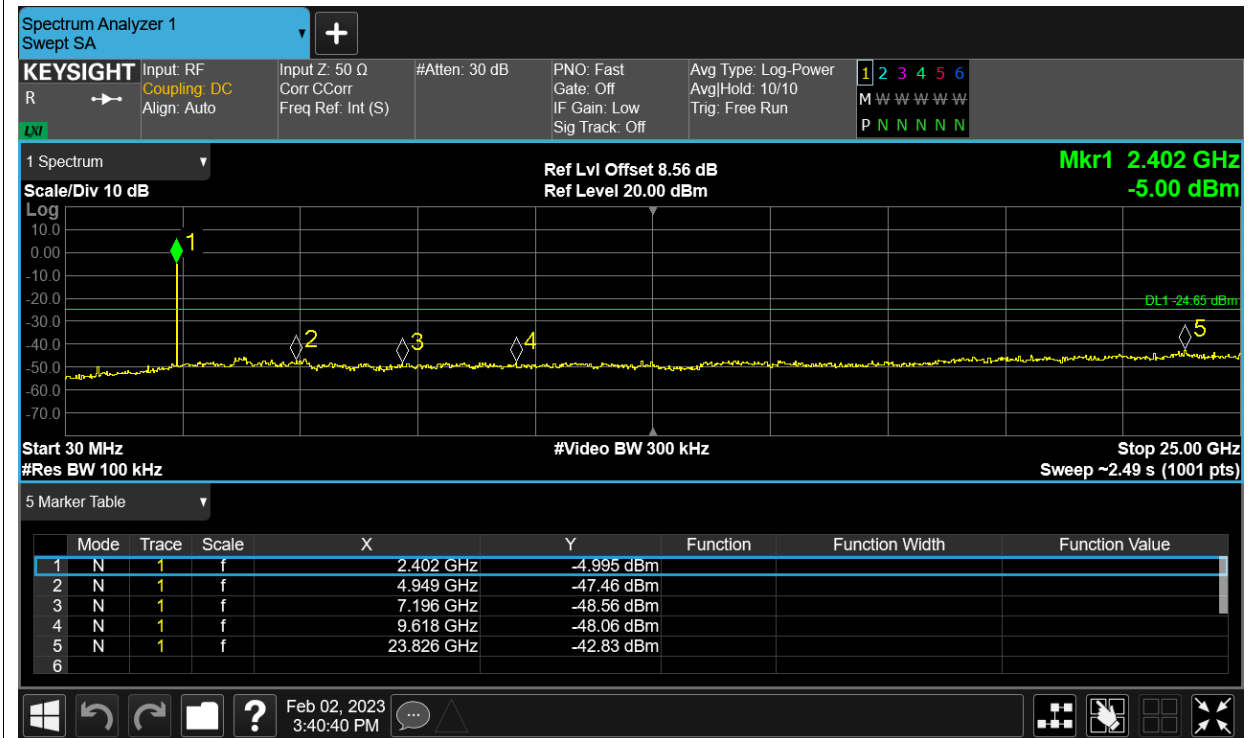 Spectrum Analyzer 1
Swept SA
KEYSIGHT
R
LXI
Input: RF
Coupling: DC
Align: Auto
Input Z: 50 Ω
Corr CCorr
Freq Ref: Int (S)
#Atten: 30 dB
PNO: Fast
Gate: Off
IF Gain: Low
Sig Track: Off
Avg Type: Log-Power
Avg|Hold: 10/10
Trig: Free Run
1 2 3 4 5 6
M W W W W W
P N N N N N
1 Spectrum
Scale/Div 10 dB
Ref Lvl Offset 8.56 dB
Ref Level 20.00 dBm
Mkr1 2.402 GHz
-5.00 dBm
Log
10.0
0.00
-10.0
-20.0
-30.0
-40.0
-50.0
-60.0
-70.0
1
2
3
4
5
DL1 -24.65 dBm
Start 30 MHz
#Video BW 300 kHz
Stop 25.00 GHz
#Res BW 100 kHz
Sweep ~2.49 s (1001 pts)
5 Marker Table
Mode Trace Scale X Y Function Function Width Function Value
1 N 1 f 2.402 GHz -4.995 dBm
2 N 1 f 4.949 GHz -47.46 dBm
3 N 1 f 7.196 GHz -48.56 dBm
4 N 1 f 9.618 GHz -48.06 dBm
5 N 1 f 23.826 GHz -42.83 dBm
6
?
Feb 02, 2023
3:40:40 PM